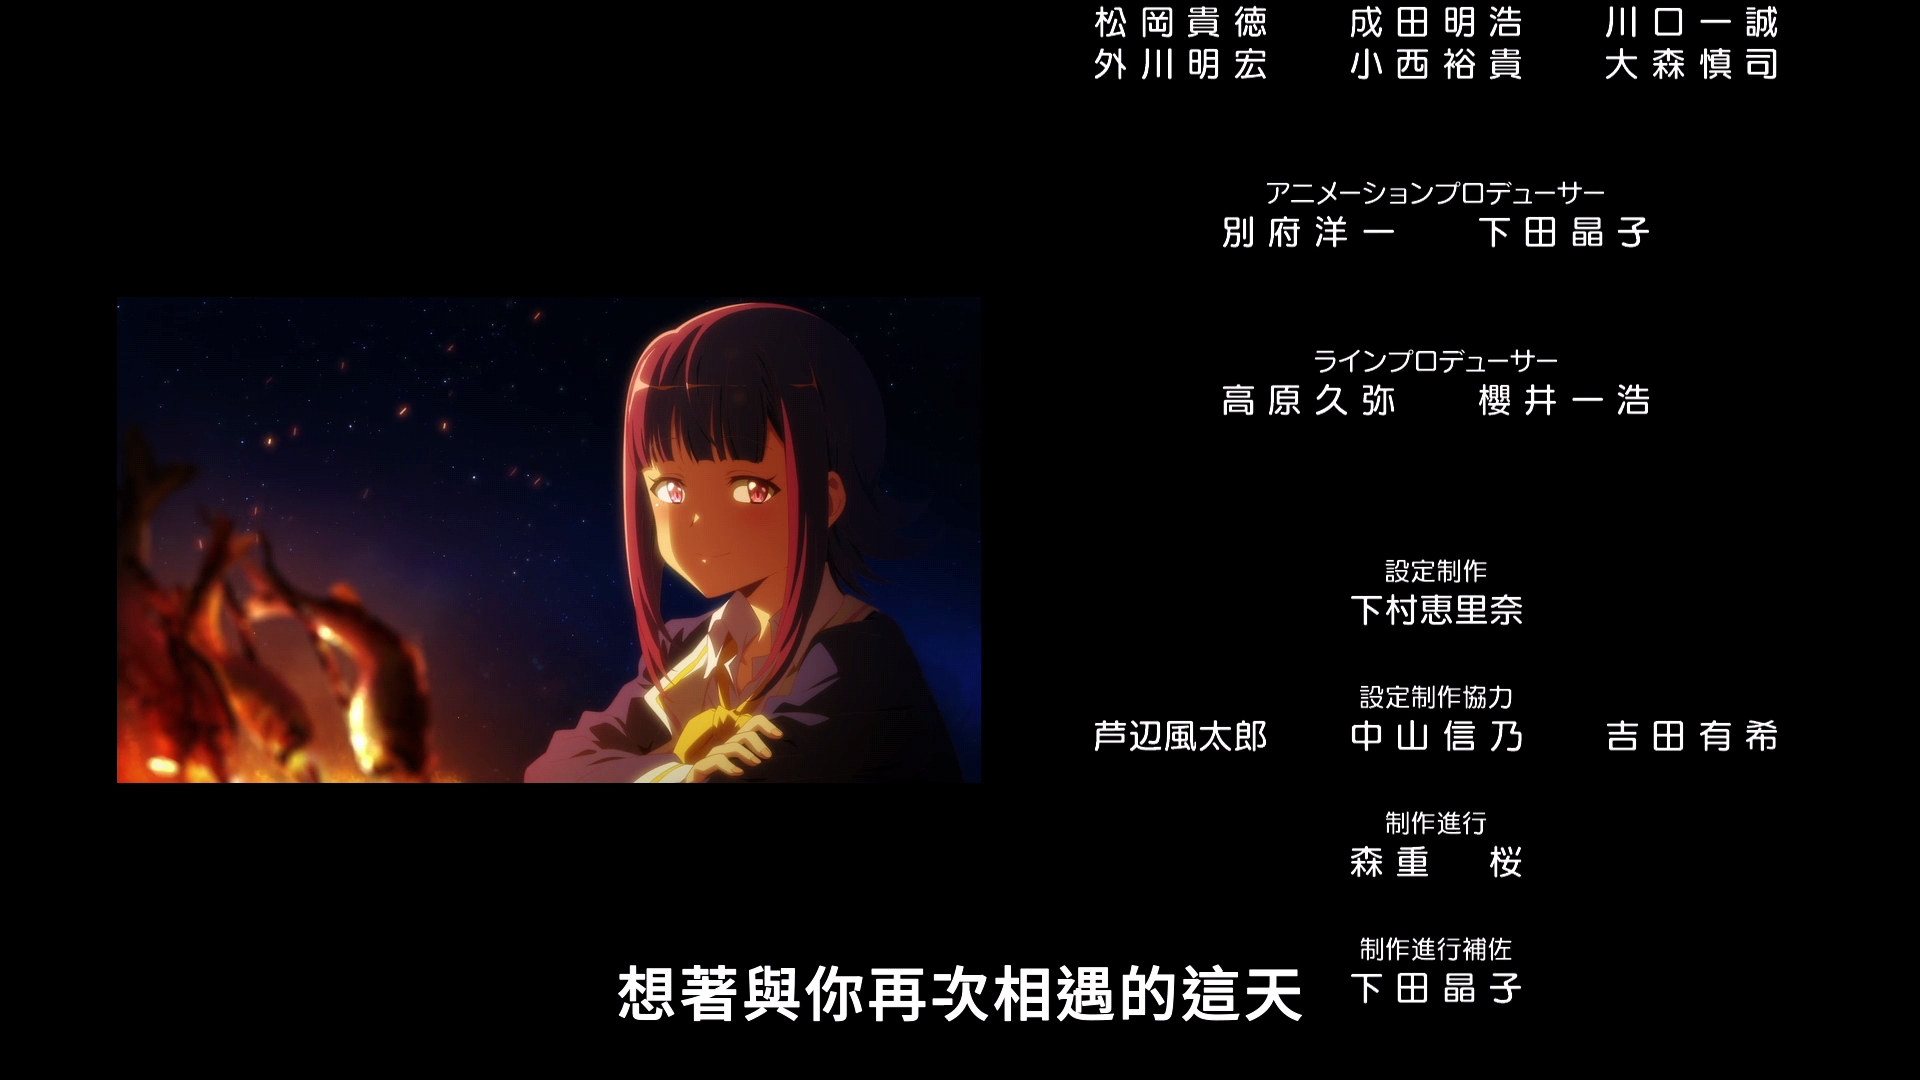 松岡貴徳 成田明浩 川口一誠
外川明宏 小西裕貴 大森慎司
アニメーションプロデューサー
別府洋一 下田晶子
ラインプロデューサー
高原久弥 櫻井一浩
設定制作
下村恵里奈
設定制作協力
芦辺風太郎 中山信乃 吉田有希
制作進行
森重 桜
制作進行補佐
下田晶子
想著與你再次相遇的這天